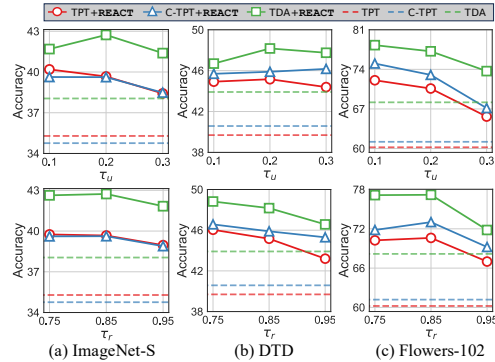 TPT+REACT C-TPT+REACT TDA+REACT TPT C-TPT TDA
43
40
37
34
Accuracy
0.1 0.2 0.3
τu
50
46
42
38
Accuracy
0.1 0.2 0.3
τu
81
74
67
60
Accuracy
0.1 0.2 0.3
τu
43
40
37
34
Accuracy
0.75 0.85 0.95
τr
50
46
42
38
Accuracy
0.75 0.85 0.95
τr
78
72
66
60
Accuracy
0.75 0.85 0.95
τr
(a) ImageNet-S (b) DTD (c) Flowers-102